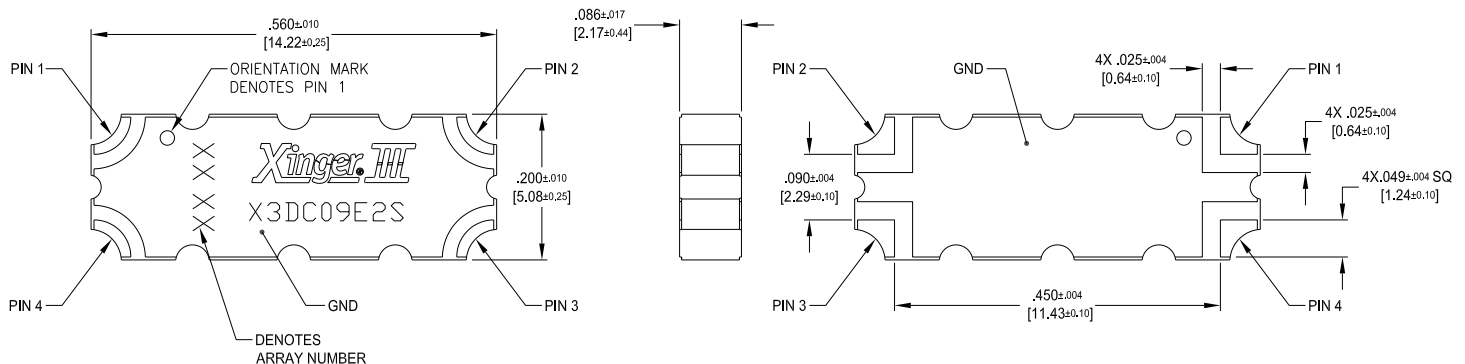 .560±.010
[14.22±0.25]
PIN 1
ORIENTATION MARK
DENOTES PIN 1
PIN 2
Xinger III
X3DC09E2S
.200±.010
[5.08±0.25]
PIN 4
GND
PIN 3
DENOTES
ARRAY NUMBER
.086±.017
[2.17±0.44]
PIN 2
GND
4X .025±.004
[0.64±0.10]
PIN 1
4X .025±.004
[0.64±0.10]
.090±.004
[2.29±0.10]
4X.049±.004 SQ
[1.24±0.10]
PIN 3
.450±.004
[11.43±0.10]
PIN 4
XX XX